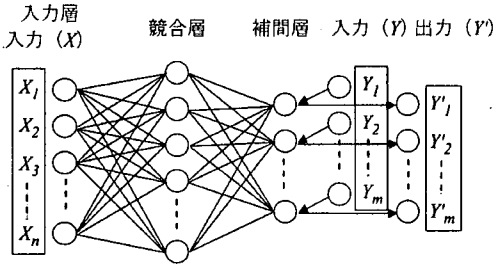 入力層
入力（X）
競合層
補間層
入力（Y）
出力（Y'）
X1
X2
X3
Xn
Y1
Y2
Ym
Y'1
Y'2
Y'm